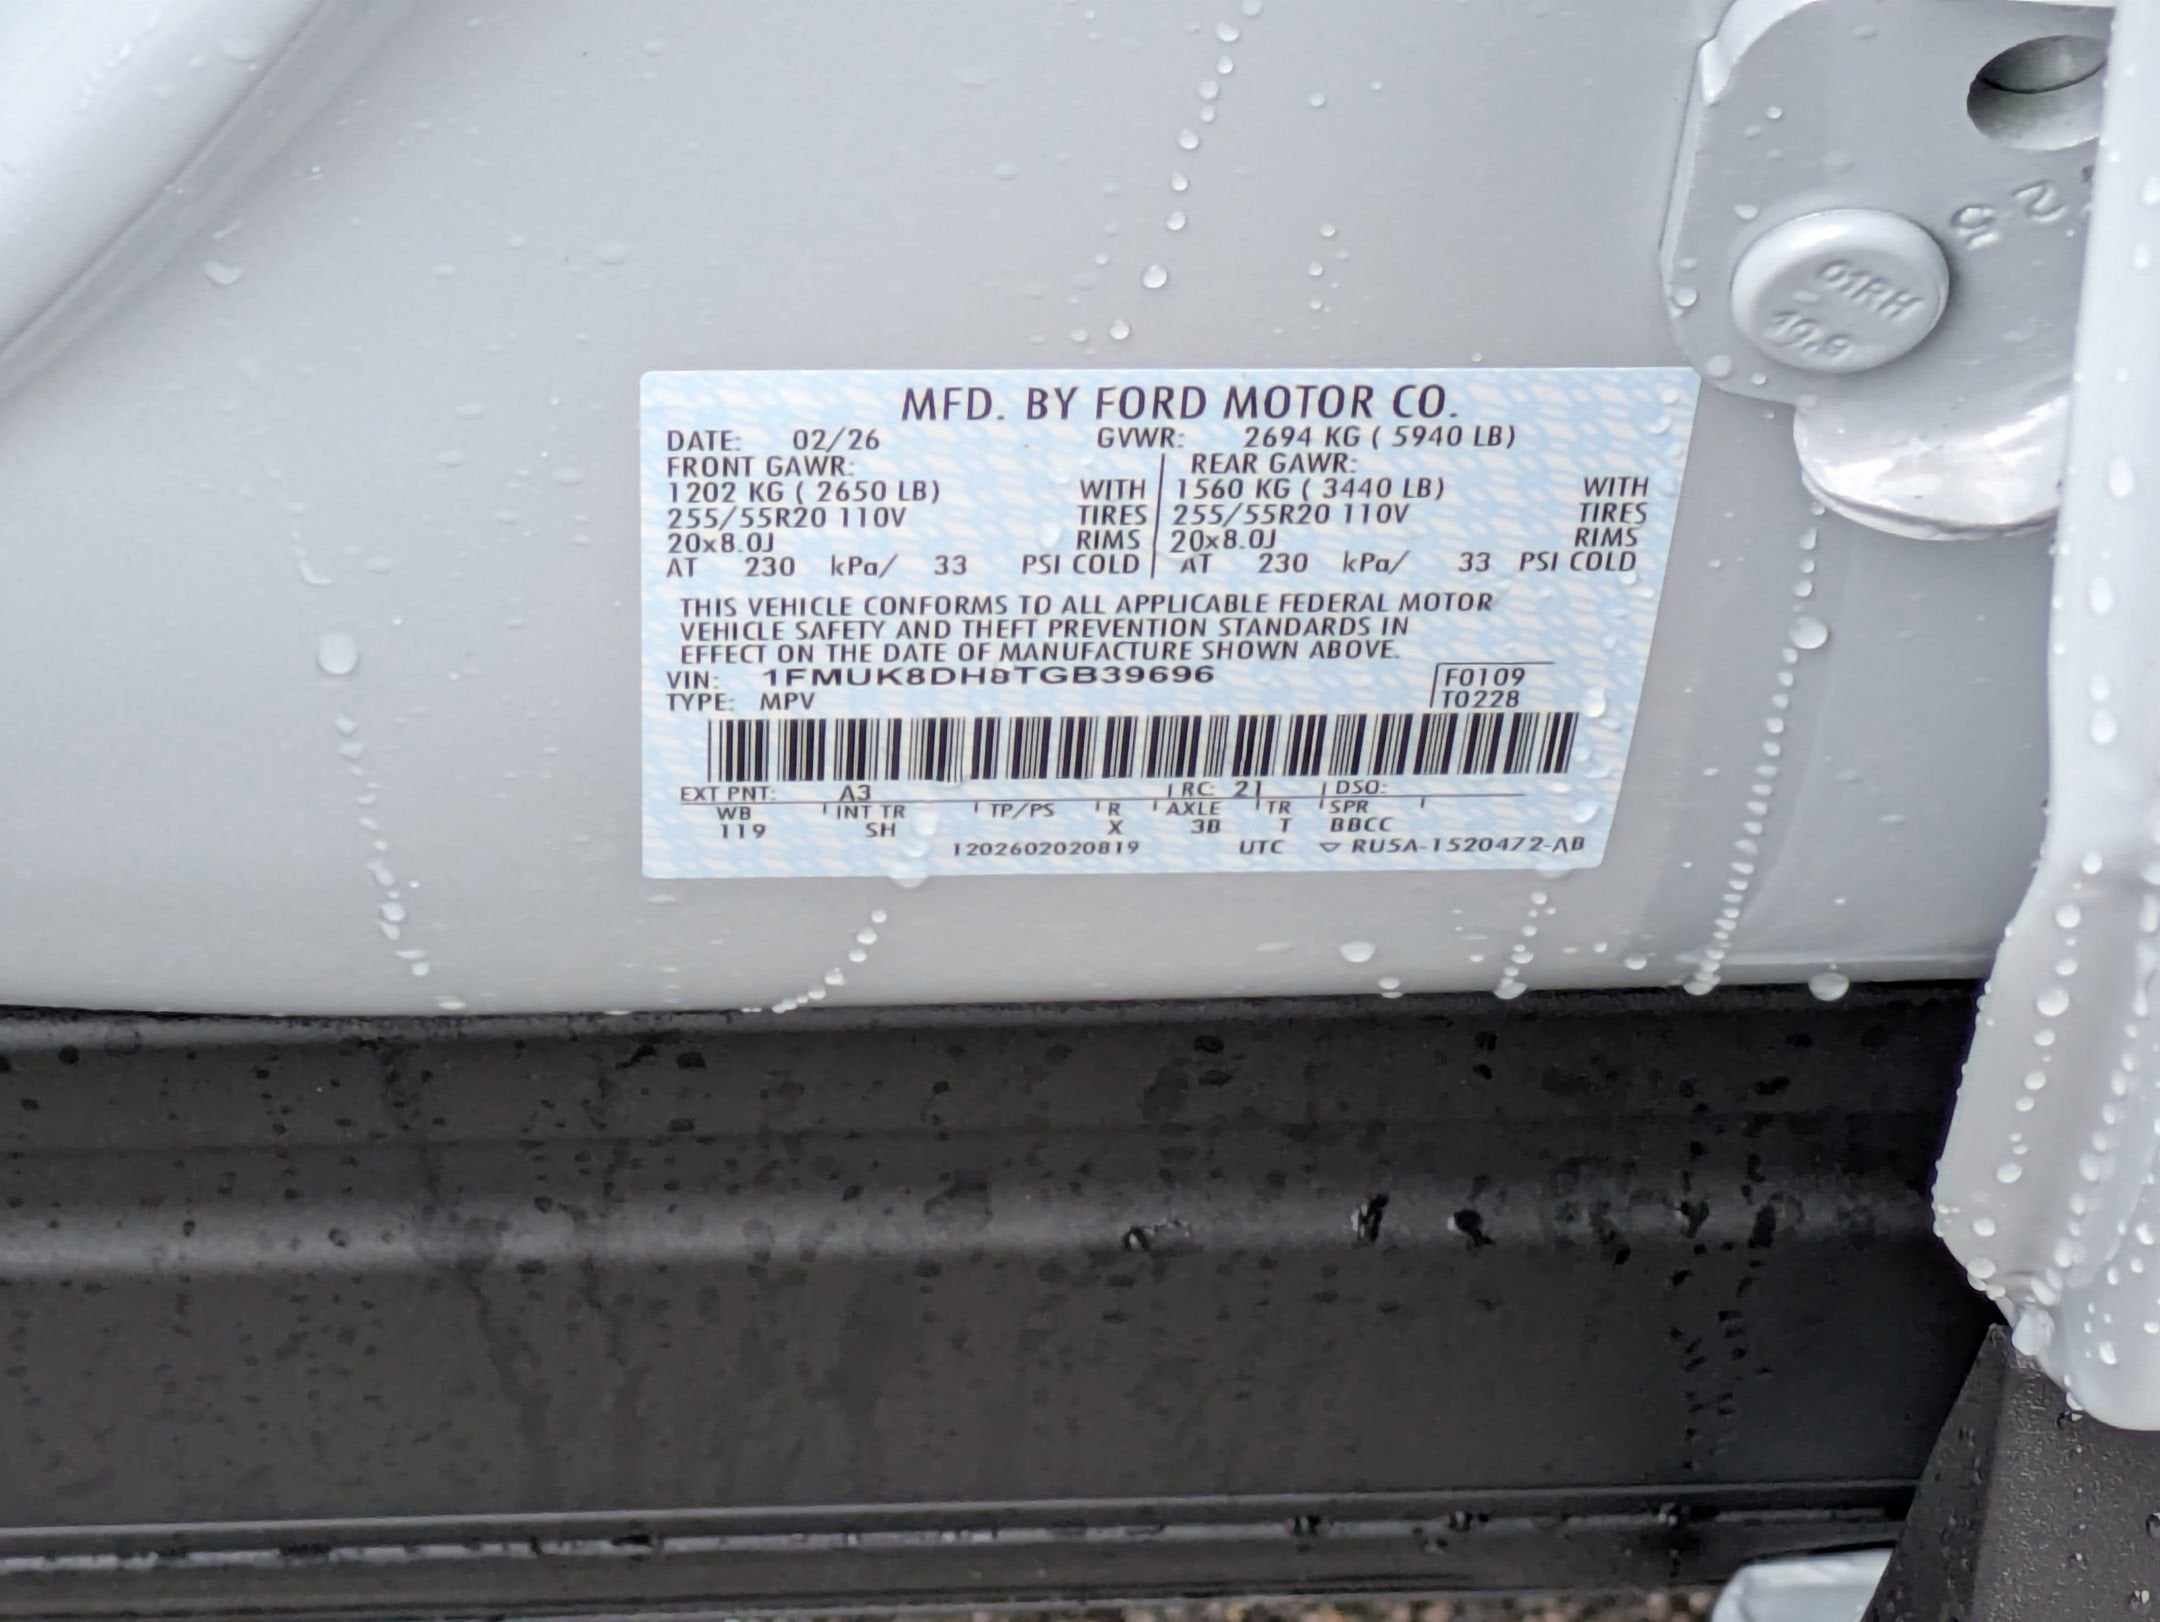 MFD. BY FORD MOTOR CO.
DATE: 02/26 GVWR: 2694 KG ( 5940 LB)
FRONT GAWR: REAR GAWR:
1202 KG ( 2650 LB) WITH 1560 KG ( 3440 LB) WITH
255/55R20 110V TIRES 255/55R20 110V TIRES
20x8.0J RIMS 20x8.0J RIMS
AT 230 kPa/ 33 PSI COLD AT 230 kPa/ 33 PSI COLD
THIS VEHICLE CONFORMS TO ALL APPLICABLE FEDERAL MOTOR
VEHICLE SAFETY AND THEFT PREVENTION STANDARDS IN
EFFECT ON THE DATE OF MANUFACTURE SHOWN ABOVE.
VIN: 1FMUK8DH8TGB39696 F0109
TYPE: MPV T0228
EXT PNT: A3 RC: 21 DSO:
WB INT TR TP/PS R AXLE TR SPR
119 SH X 3B T BBCC
1202602020819 UTC ▽ RU5A-1520472-AB
01RH
19.8